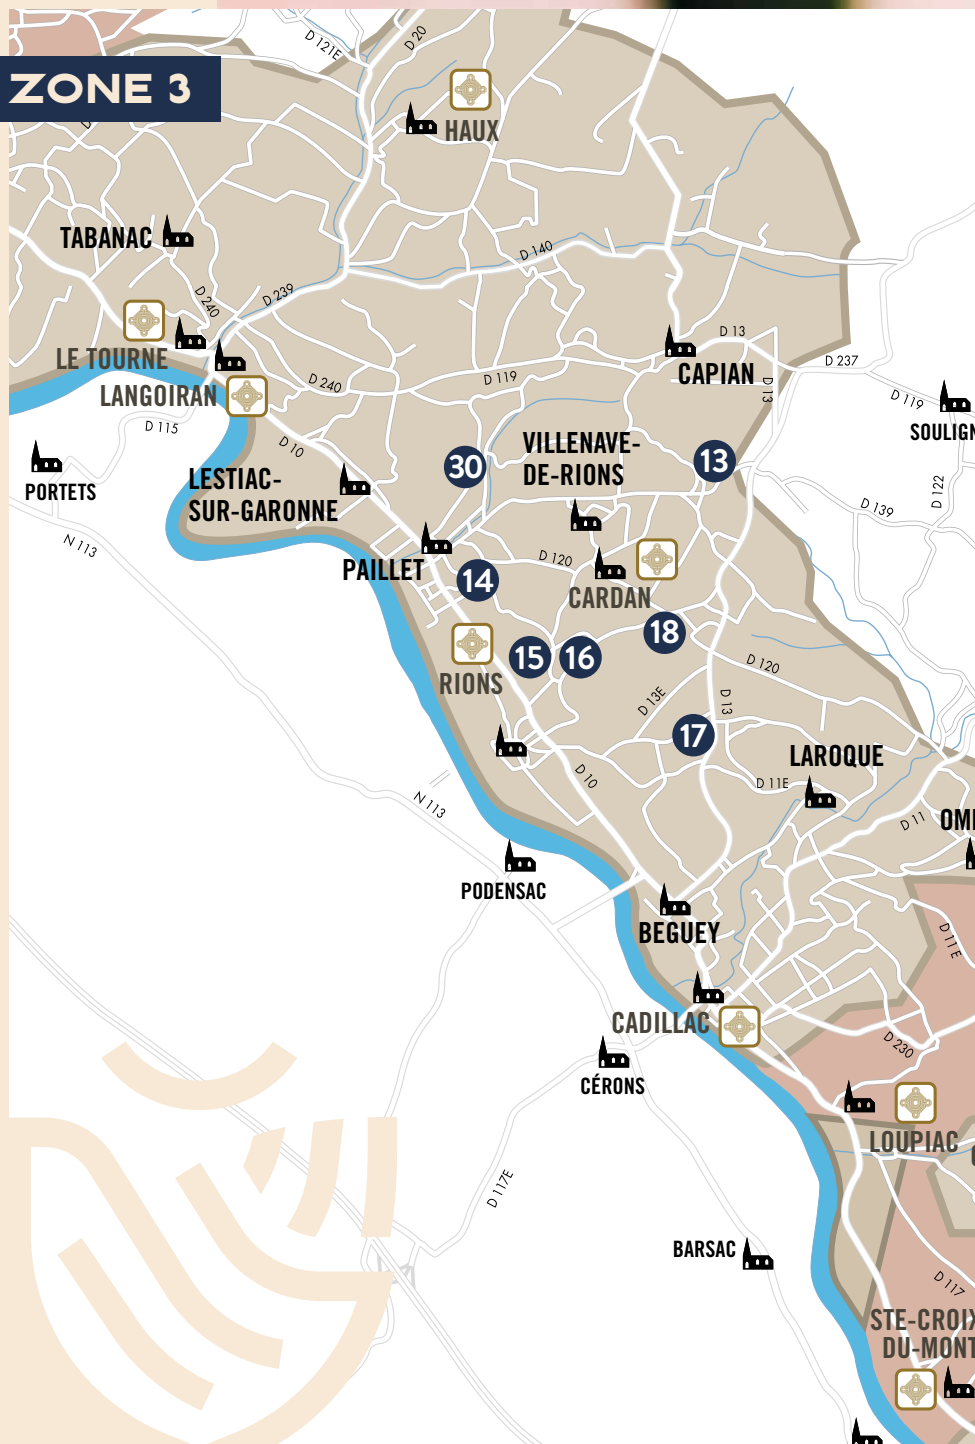 ZONE 3
D 121E
D 20
D
HAUX
TABANAC
D 140
D 240
D 239
LE TOURNE
D 13
CAPIAN
D 237
LANGOIRAN
D 240
D 119
D 13
D 119
SOULIGN
D 115
D 10
VILLENAVE-
DE-RIONS
30
13
PORTETS
LESTIAC-
SUR-GARONNE
D 122
D 139
N 113
PAILLET
D 120
14
CARDAN
18
15
16
RIONS
D 120
D 13E
D 13
17
LAROQUE
D 10
D 11E
N 113
D 11
OM
PODENSAC
BEGUEY
D 11E
CADILLAC
D 230
CÉRONS
LOUPIAC
D 117E
BARSAC
D 117
STE-CROIX
DU-MONT